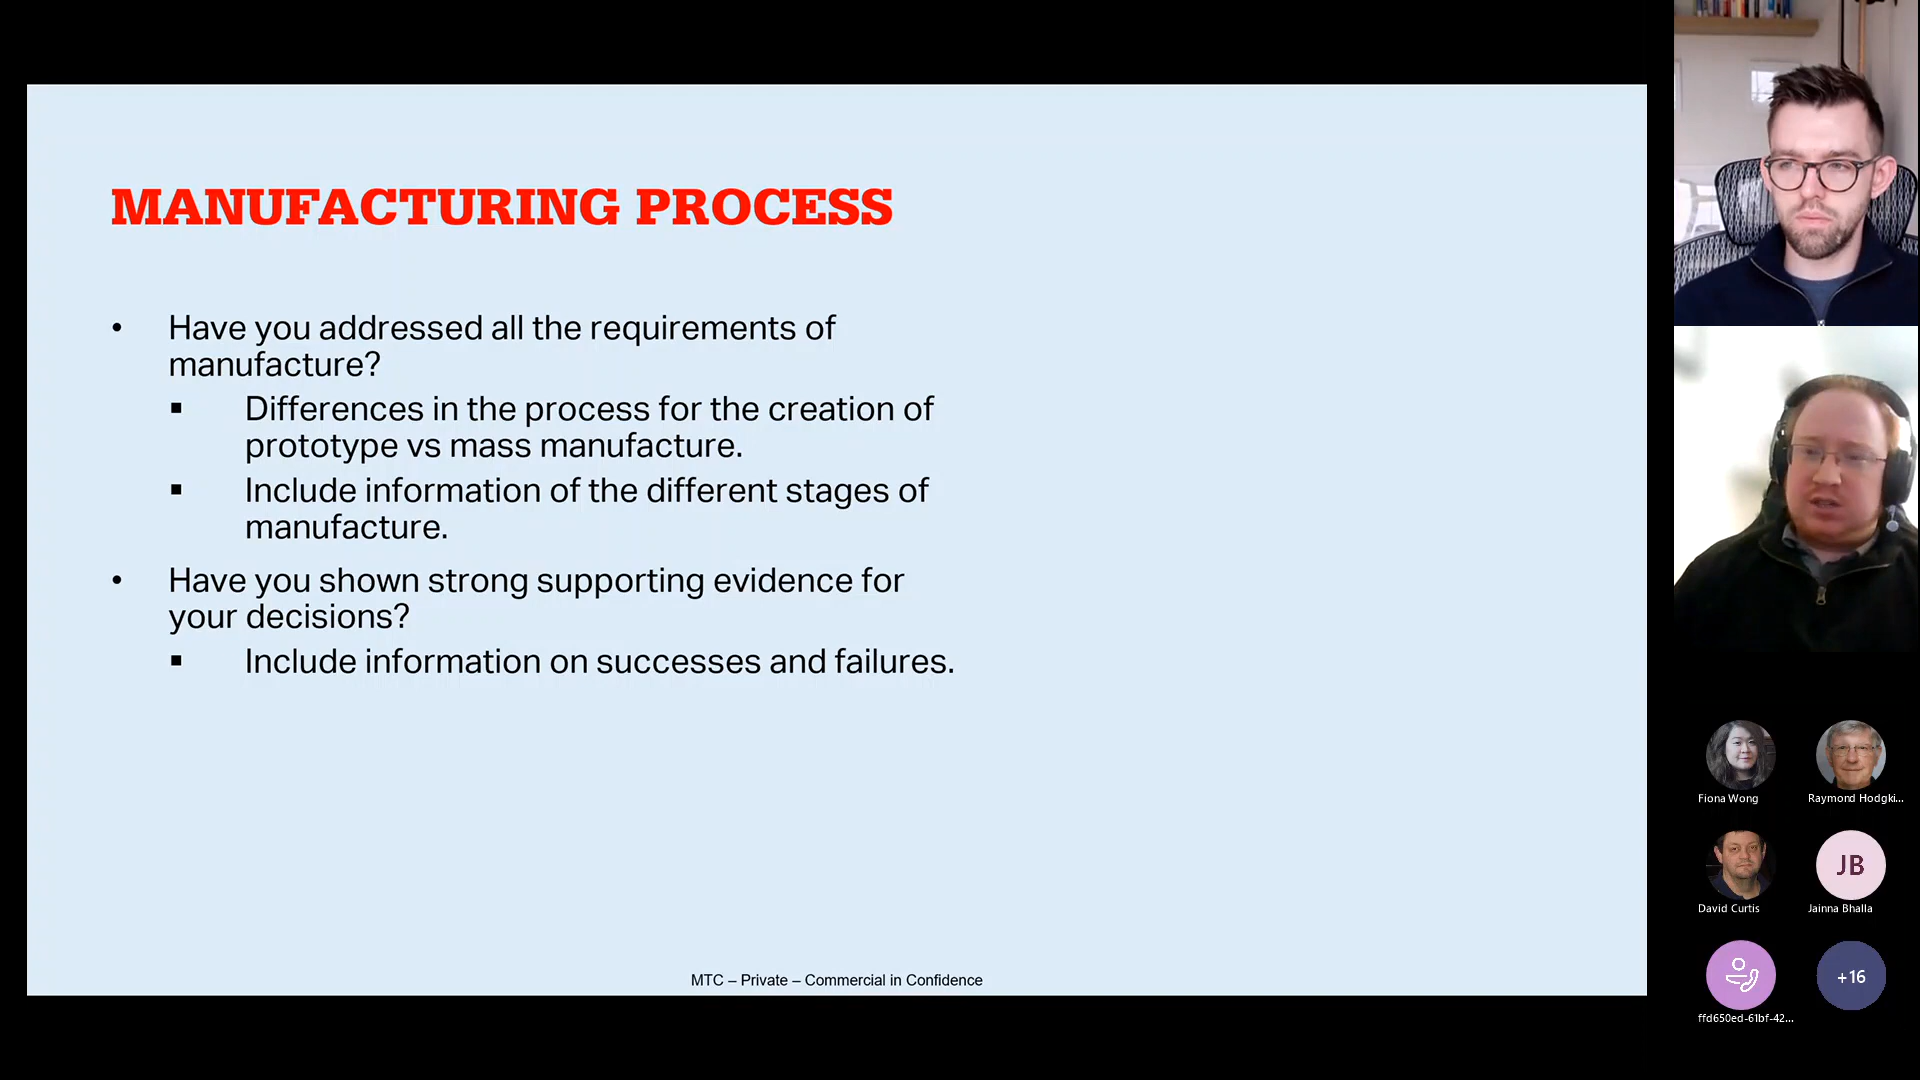 MANUFACTURING PROCESS
• Have you addressed all the requirements of
manufacture?
▪ Differences in the process for the creation of
prototype vs mass manufacture.
▪ Include information of the different stages of
manufacture.
• Have you shown strong supporting evidence for
your decisions?
▪ Include information on successes and failures.
MTC – Private – Commercial in Confidence
Fiona Wong
Raymond Hodgki...
David Curtis
JB
Jainna Bhalla
ffd650ed-61bf-42...
+16